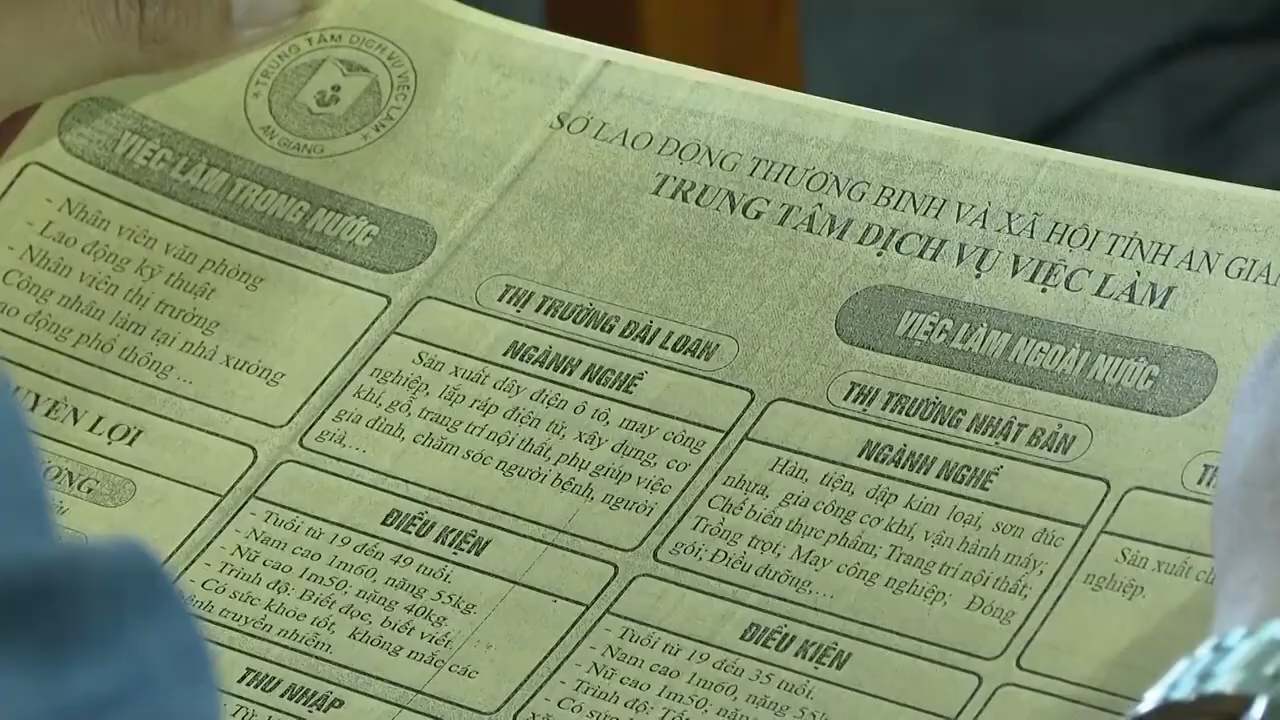 TRUNG TÂM DỊCH VỤ VIỆC LÀM
AN GIANG
SỞ LAO ĐỘNG THƯƠNG BINH VÀ XÃ HỘI TỈNH AN
TRUNG TÂM DỊCH VỤ VIỆC LÀM
VIỆC LÀM TRONG NƯỚC
- Nhân viên văn phòng
- Lao động kỹ thuật
- Nhân viên thị trường
Công nhân làm tại nhà xưởng
động phổ thông ...
LỢI
VIỆC LÀM NGOÀI NƯỚC
THỊ TRƯỜNG ĐÀI LOAN
NGÀNH NGHỀ
Sản xuất dây điện ô tô, may công
nghiệp, lắp ráp điện tử, xây dựng, cơ
khí, gỗ, trang trí nội thất, phụ giúp việc
gia đình, chăm sóc người bệnh, người
già,...
ĐIỀU KIỆN
- Tuổi từ 19 đến 49 tuổi.
- Nam cao 1m60, nặng 55kg.
- Nữ cao 1m50; nặng 40kg.
- Trình độ: Biết đọc, biết viết.
- Có sức khỏe tốt, không mắc các
bệnh truyền nhiễm.
THU NHẬP
THỊ TRƯỜNG NHẬT BẢN
NGÀNH NGHỀ
Hàn, tiện, dập kim loại, sơn đúc
nhựa, gia công cơ khí, vận hành máy;
Chế biến thực phẩm; Trang trí nội thất;
Trồng trọt; May công nghiệp; Đóng
gói; Điều dưỡng,...
ĐIỀU KIỆN
- Tuổi từ 19 đến 35 tuổi.
- Nam cao 1m60, nặng
- Nữ cao 1m50; nặng
- Trình độ:
- Có
Sản xuất
nghiệp.